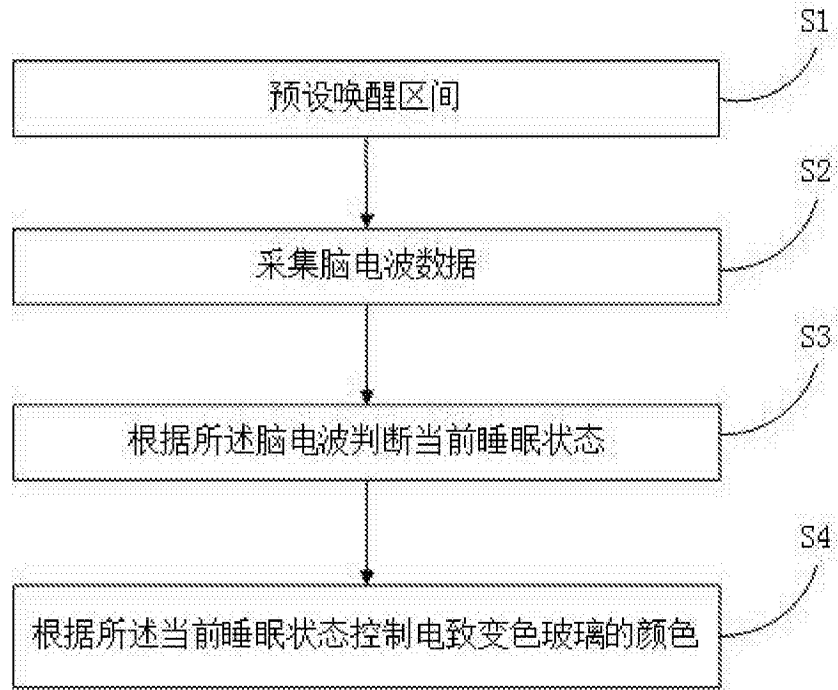 S1
预设唤醒区间
S2
采集脑电波数据
S3
根据所述脑电波判断当前睡眠状态
S4
根据所述当前睡眠状态控制电致变色玻璃的颜色